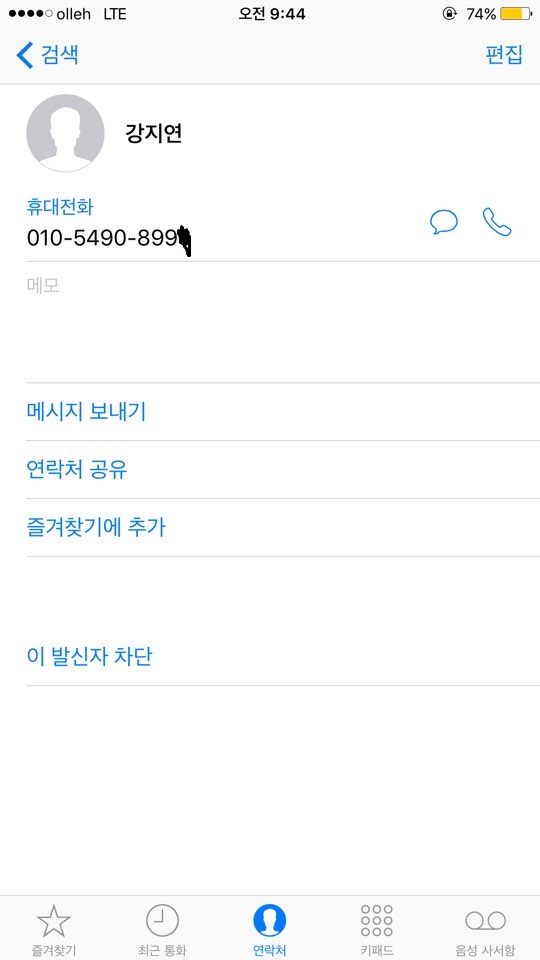 olleh LTE 오전 9:44 74%
검색 편집
강지연
휴대전화
010-5490-899
메모
메시지 보내기
연락처 공유
즐겨찾기에 추가
이 발신자 차단
즐겨찾기 최근 통화 연락처 키패드 음성 사서함